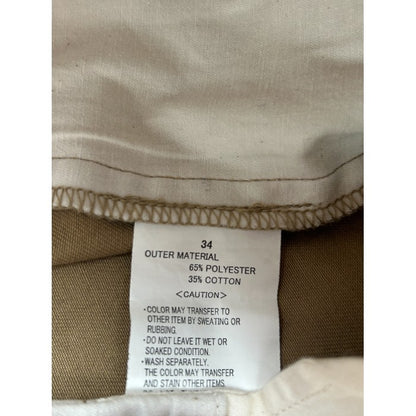 34
OUTER MATERIAL
65% POLYESTER
35% COTTON
<CAUTION>
・COLOR MAY TRANSFER TO
OTHER ITEM BY SWEATING OR
RUBBING.
・DO NOT LEAVE IT WET OR
SOAKED CONDITION.
・WASH SEPARATELY.
THE COLOR MAY TRANSFER
AND STAIN OTHER ITEMS.